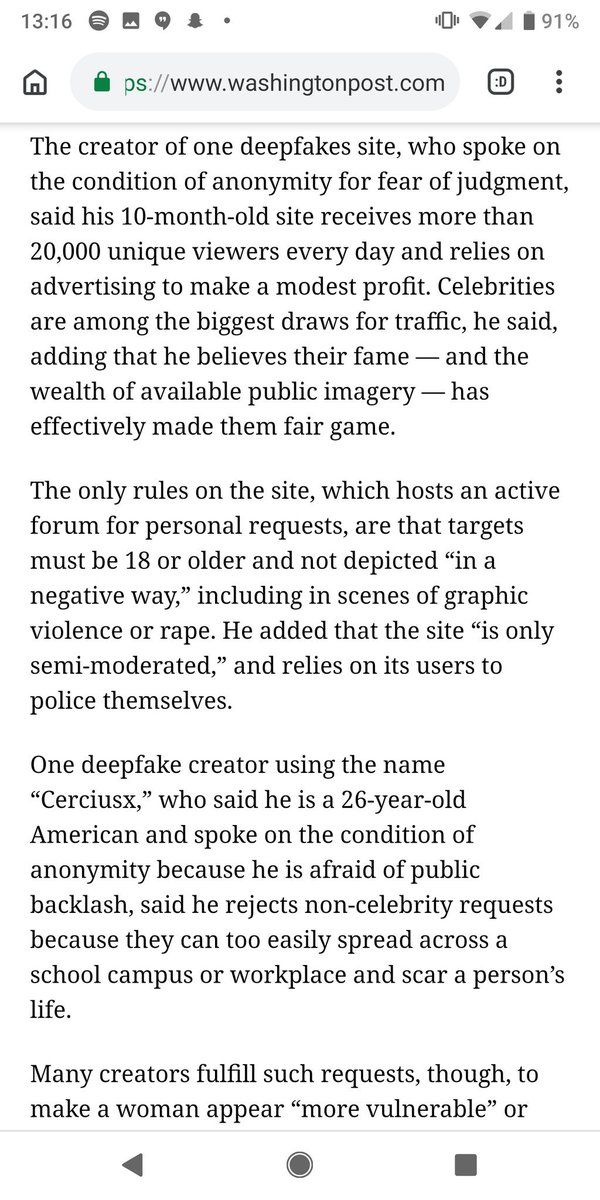 13:16
91%
ps://www.washingtonpost.com
:D
The creator of one deepfakes site, who spoke on
the condition of anonymity for fear of judgment,
said his 10-month-old site receives more than
20,000 unique viewers every day and relies on
advertising to make a modest profit. Celebrities
are among the biggest draws for traffic, he said,
adding that he believes their fame — and the
wealth of available public imagery — has
effectively made them fair game.
The only rules on the site, which hosts an active
forum for personal requests, are that targets
must be 18 or older and not depicted “in a
negative way,” including in scenes of graphic
violence or rape. He added that the site “is only
semi-moderated,” and relies on its users to
police themselves.
One deepfake creator using the name
“Cerciusx,” who said he is a 26-year-old
American and spoke on the condition of
anonymity because he is afraid of public
backlash, said he rejects non-celebrity requests
because they can too easily spread across a
school campus or workplace and scar a person’s
life.
Many creators fulfill such requests, though, to
make a woman appear “more vulnerable” or